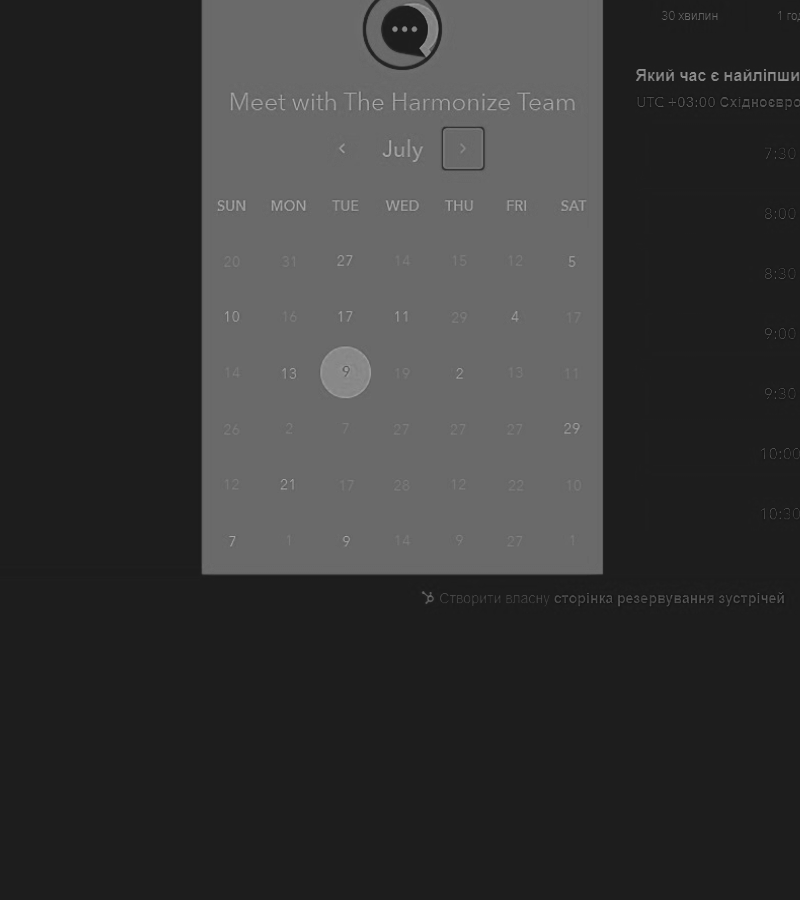 30 хвилин
Meet with The Harmonize Team
‹ July ›
SUN MON TUE WED THU FRI SAT
20 31 27 14 15 12 5
10 16 17 11 29 4 17
14 13 9 19 2 13 11
26 2 7 27 27 27 29
12 21 17 28 12 22 10
7 1 9 14 9 27 1
Який час є
UTC +03:00
7:30
8:00
8:30
9:00
9:30
10:00
10:30
Створити власну сторінка резервування зустрічей